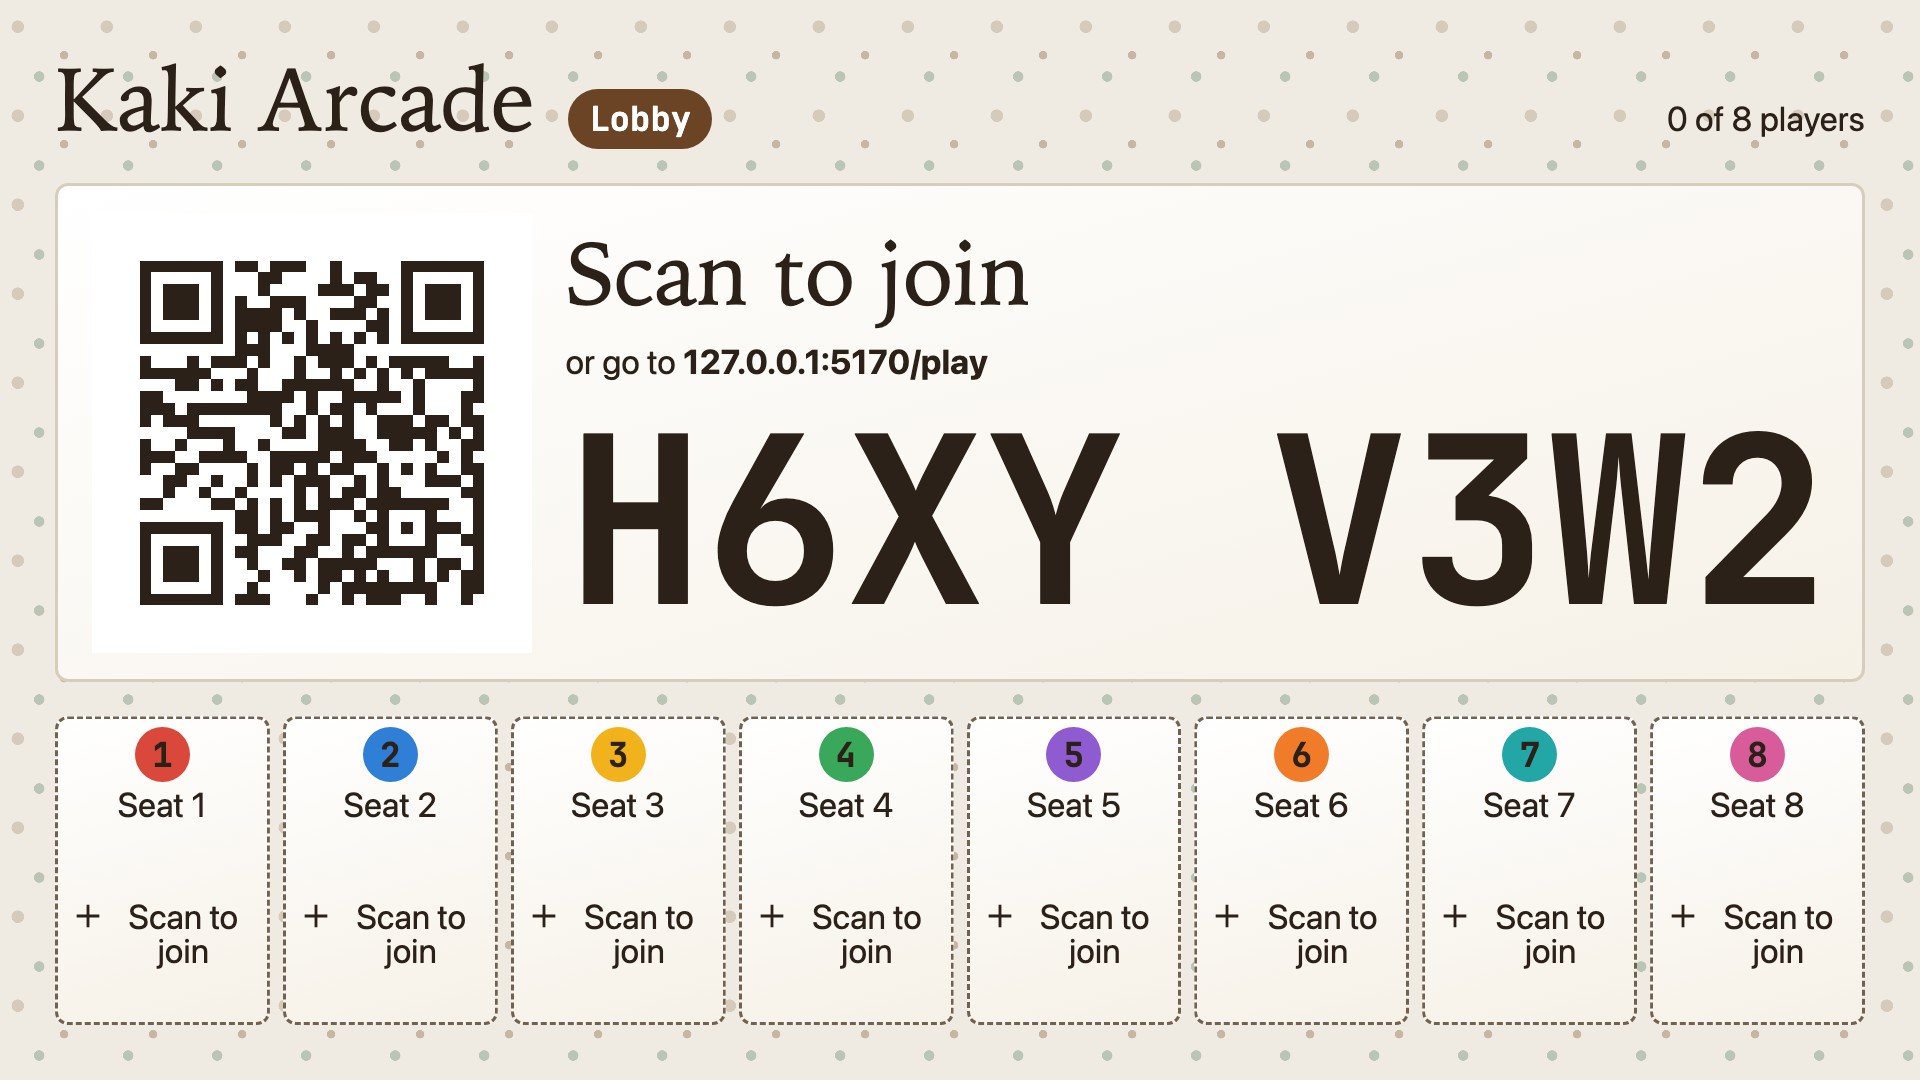 Kaki Arcade
Lobby
0 of 8 players
Scan to join
or go to 127.0.0.1:5170/play
H6XY V3W2
1
Seat 1
+ Scan to
join
2
Seat 2
+ Scan to
join
3
Seat 3
+ Scan to
join
4
Seat 4
+ Scan to
join
5
Seat 5
+ Scan to
join
6
Seat 6
+ Scan to
join
7
Seat 7
+ Scan to
join
8
Seat 8
+ Scan to
join